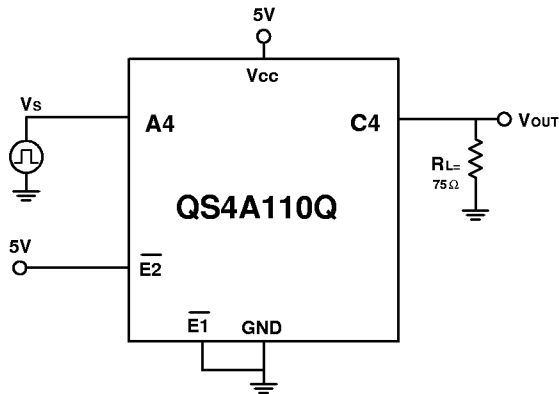 5V
Vcc
Vs
A4
C4
VOUT
RL=
75Ω
QS4A110Q
5V
E2
E1
GND